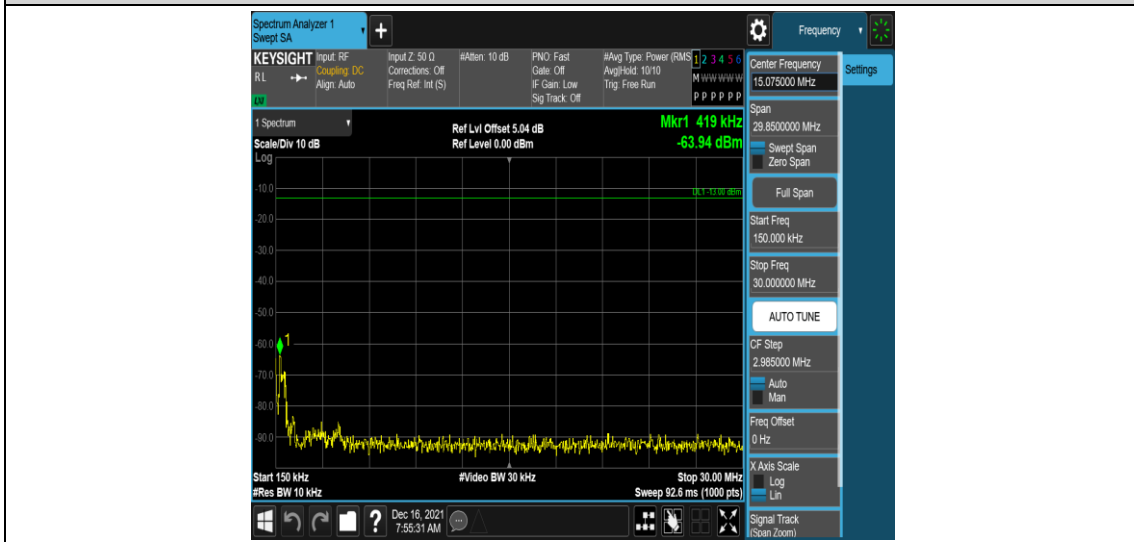 Spectrum Analyzer 1
Swept SA
+
Frequency
KEYSIGHT
RL
Input: RF
Coupling: DC
Align: Auto
Input Z: 50 Ω
Corrections: Off
Freq Ref: Int (S)
#Atten: 10 dB
PNO: Fast
Gate: Off
IF Gain: Low
Sig Track: Off
#Avg Type: Power (RMS
Avg|Hold: 10/10
Trig: Free Run
1 2 3 4 5 6
M W W W W W
P P P P P P
1 Spectrum
Scale/Div 10 dB
Log
Ref Lvl Offset 5.04 dB
Ref Level 0.00 dBm
Mkr1 419 kHz
-63.94 dBm
DL1 -13.00 dBm
-10.0
-20.0
-30.0
-40.0
-50.0
-60.0
1
-70.0
-80.0
-90.0
Start 150 kHz
#Res BW 10 kHz
#Video BW 30 kHz
Stop 30.00 MHz
Sweep 92.6 ms (1000 pts)
Center Frequency
15.075000 MHz
Settings
Span
29.8500000 MHz
Swept Span
Zero Span
Full Span
Start Freq
150.000 kHz
Stop Freq
30.000000 MHz
AUTO TUNE
CF Step
2.985000 MHz
Auto
Man
Freq Offset
0 Hz
X Axis Scale
Log
Lin
Signal Track
(Span Zoom)
?
Dec 16, 2021
7:55:31 AM